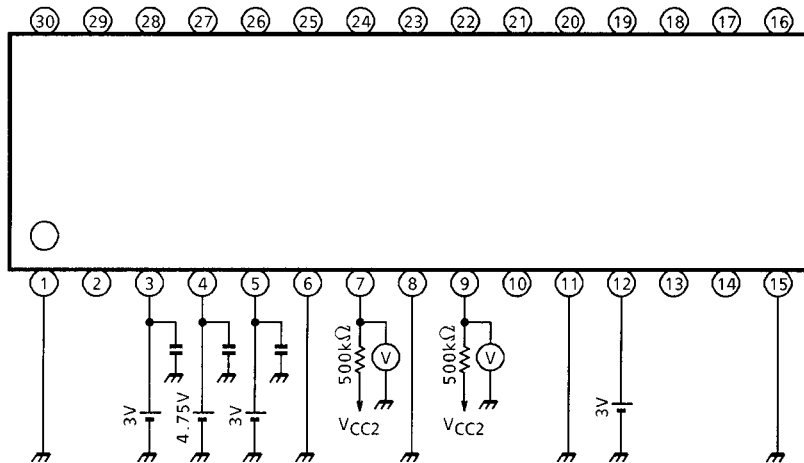 30 29 28 27 26 25 24 23 22 21 20 19 18 17 16
1 2 3 4 5 6 7 8 9 10 11 12 13 14 15
500kΩ V 500kΩ V
3V 4.75V 3V VCC2 VCC2 3V